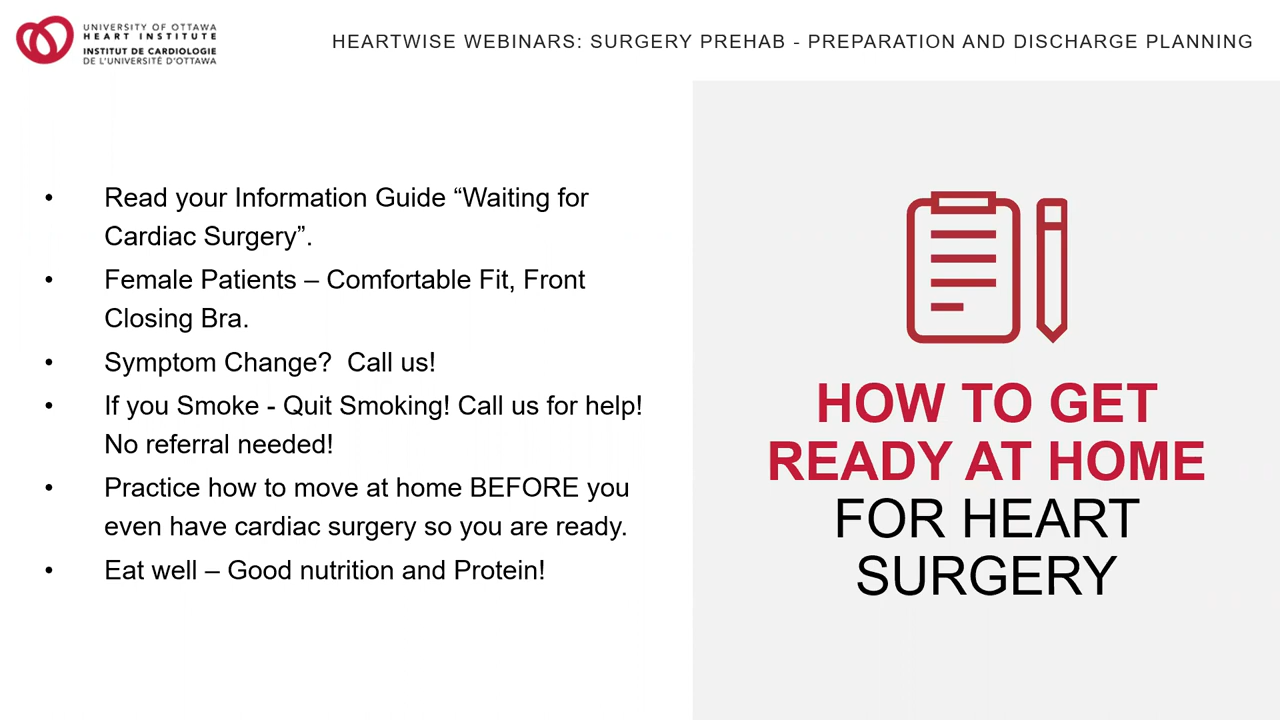 UNIVERSITY OF OTTAWA
HEART INSTITUTE
INSTITUT DE CARDIOLOGIE
DE L'UNIVERSITÉ D'OTTAWA
HEARTWISE WEBINARS: SURGERY PREHAB - PREPARATION AND DISCHARGE PLANNING
• Read your Information Guide “Waiting for
Cardiac Surgery”.
• Female Patients – Comfortable Fit, Front
Closing Bra.
• Symptom Change?  Call us!
• If you Smoke - Quit Smoking! Call us for help!
No referral needed!
• Practice how to move at home BEFORE you
even have cardiac surgery so you are ready.
• Eat well – Good nutrition and Protein!
HOW TO GET
READY AT HOME
FOR HEART
SURGERY